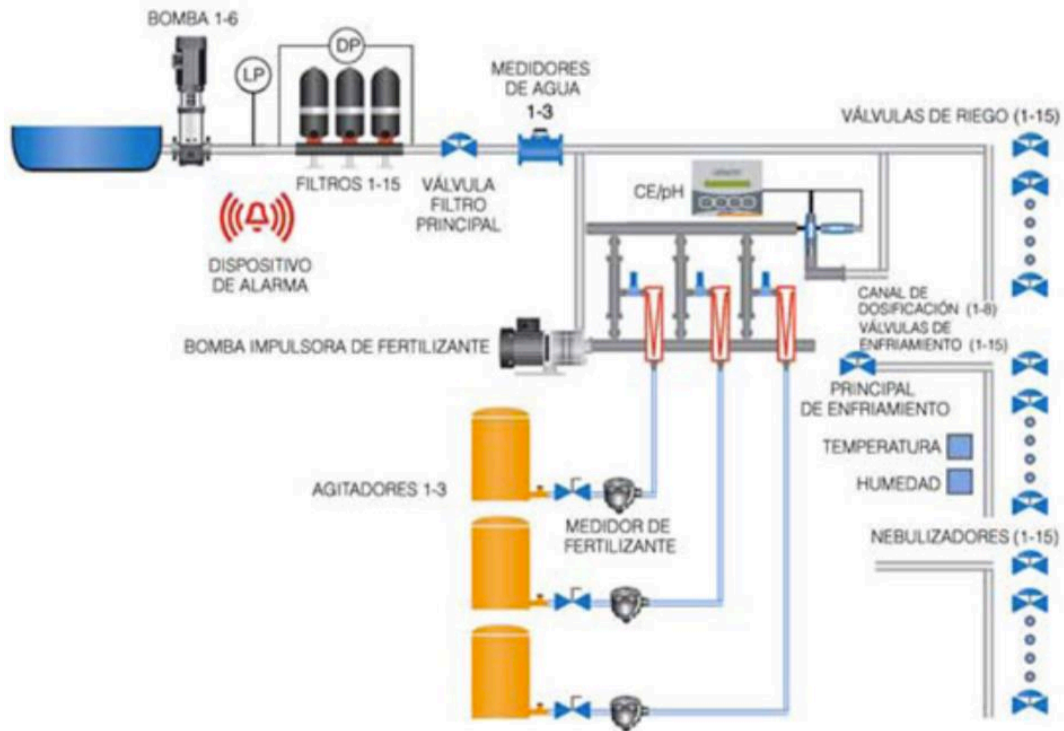 BOMBA 1-6
LP
DP
MEDIDORES
DE AGUA
1-3
VÁLVULAS DE RIEGO (1-15)
FILTROS 1-15
VÁLVULA
FILTRO
PRINCIPAL
CE/pH
DISPOSITIVO
DE ALARMA
CANAL DE
DOSIFICACIÓN (1-8)
VÁLVULAS DE
ENFRIAMIENTO (1-15)
BOMBA IMPULSORA DE FERTILIZANTE
PRINCIPAL
DE ENFRIAMIENTO
TEMPERATURA
HUMEDAD
AGITADORES 1-3
MEDIDOR DE
FERTILIZANTE
NEBULIZADORES (1-15)